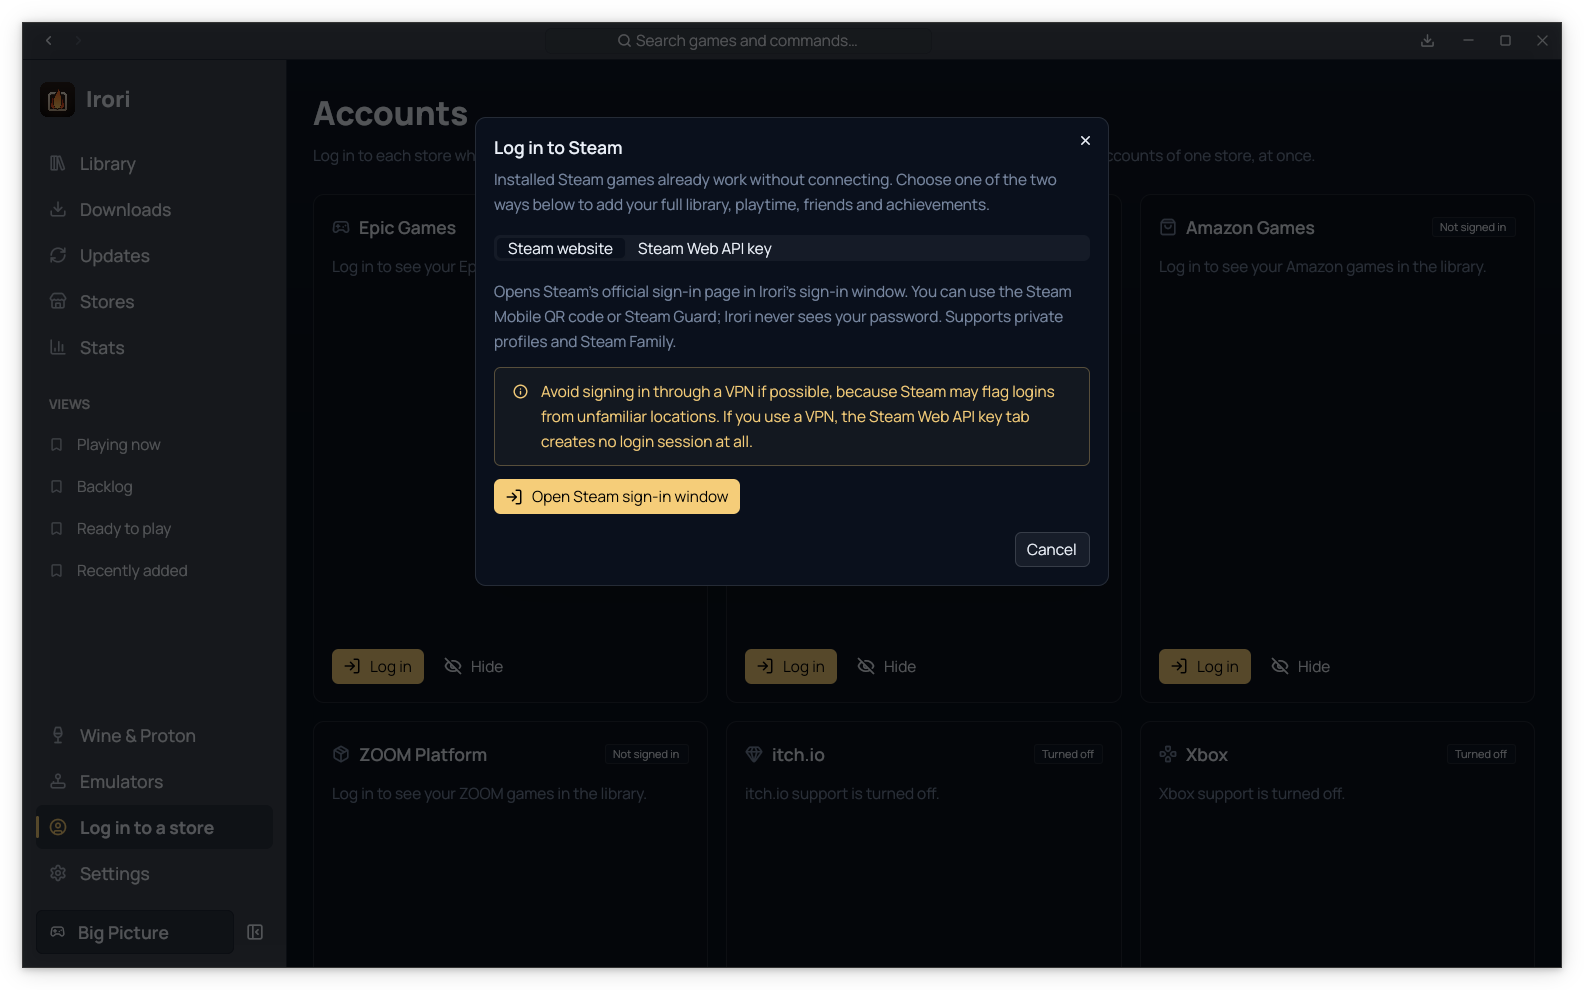 Search games and commands...
Irori
Library
Downloads
Updates
Stores
Stats
VIEWS
Playing now
Backlog
Ready to play
Recently added
Wine & Proton
Emulators
Log in to a store
Settings
Big Picture
Accounts
Log in to each store wh
ccounts of one store, at once.
Epic Games
Log in to see your Ep
Log in
Hide
Log in
Hide
Amazon Games
Not signed in
Log in to see your Amazon games in the library.
Log in
Hide
ZOOM Platform
Not signed in
Log in to see your ZOOM games in the library.
itch.io
Turned off
itch.io support is turned off.
Xbox
Turned off
Xbox support is turned off.
Log in to Steam
Installed Steam games already work without connecting. Choose one of the two
ways below to add your full library, playtime, friends and achievements.
Steam website
Steam Web API key
Opens Steam's official sign-in page in Irori's sign-in window. You can use the Steam
Mobile QR code or Steam Guard; Irori never sees your password. Supports private
profiles and Steam Family.
Avoid signing in through a VPN if possible, because Steam may flag logins
from unfamiliar locations. If you use a VPN, the Steam Web API key tab
creates no login session at all.
Open Steam sign-in window
Cancel